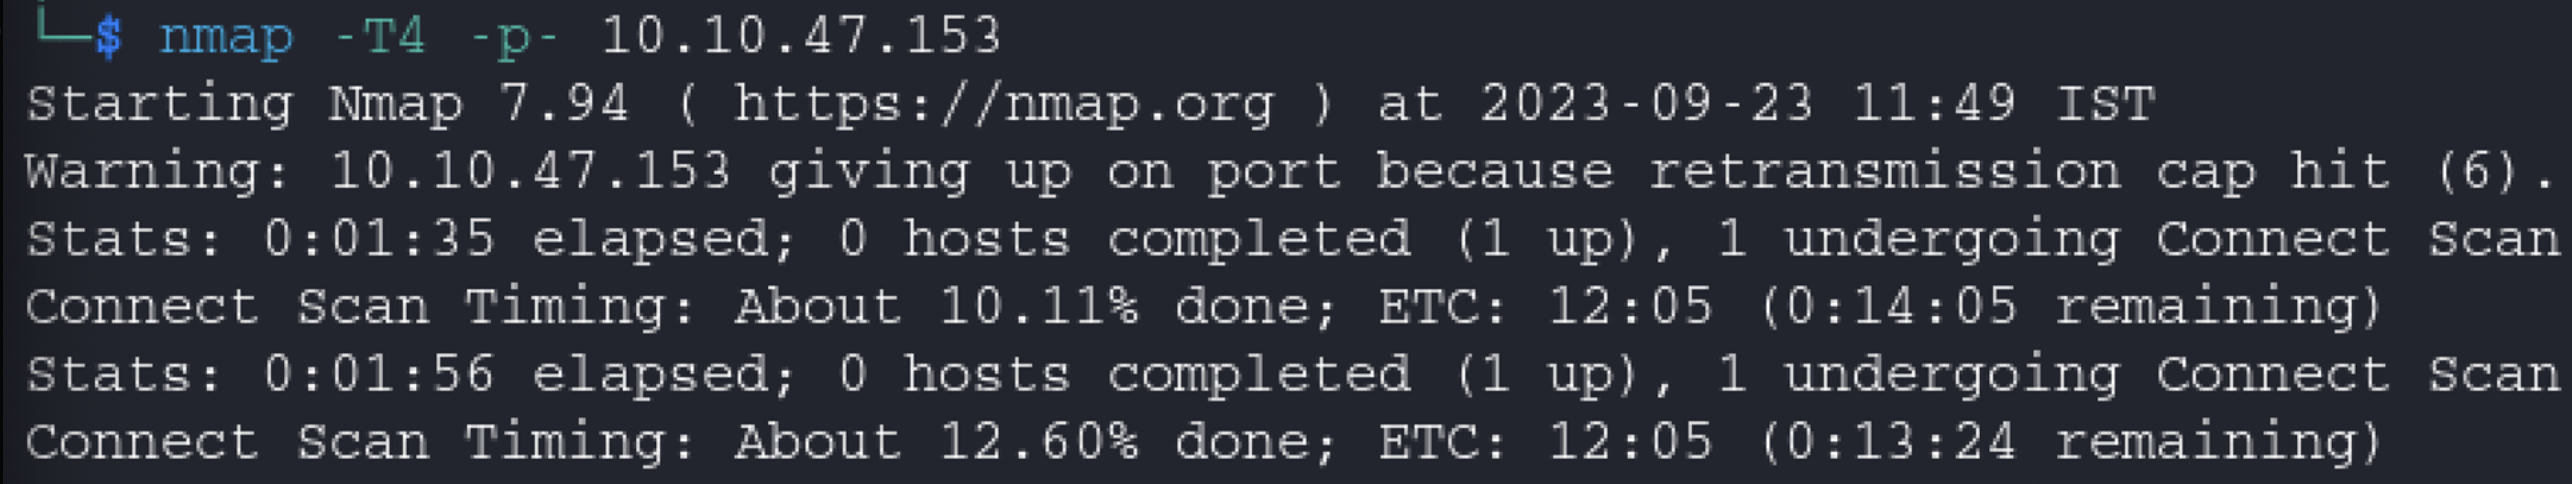 └─$ nmap -T4 -p- 10.10.47.153
Starting Nmap 7.94 ( https://nmap.org ) at 2023-09-23 11:49 IST
Warning: 10.10.47.153 giving up on port because retransmission cap hit (6).
Stats: 0:01:35 elapsed; 0 hosts completed (1 up), 1 undergoing Connect Scan
Connect Scan Timing: About 10.11% done; ETC: 12:05 (0:14:05 remaining)
Stats: 0:01:56 elapsed; 0 hosts completed (1 up), 1 undergoing Connect Scan
Connect Scan Timing: About 12.60% done; ETC: 12:05 (0:13:24 remaining)